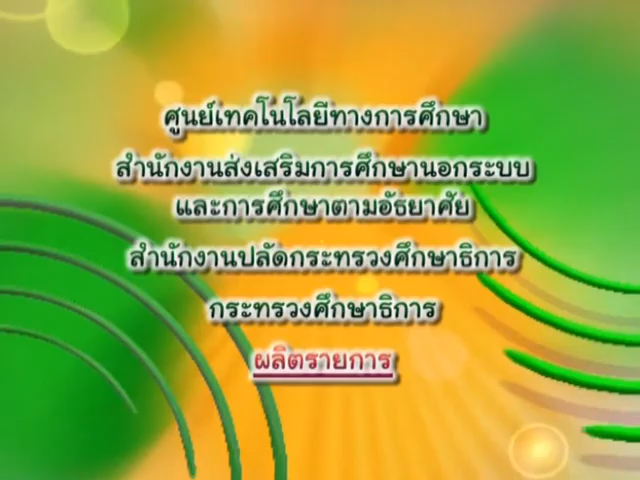 ศูนย์เทคโนโลยีทางการศึกษา
สำนักงานส่งเสริมการศึกษานอกระบบ
และการศึกษาตามอัธยาศัย
สำนักงานปลัดกระทรวงศึกษาธิการ
กระทรวงศึกษาธิการ
ผลิตรายการ